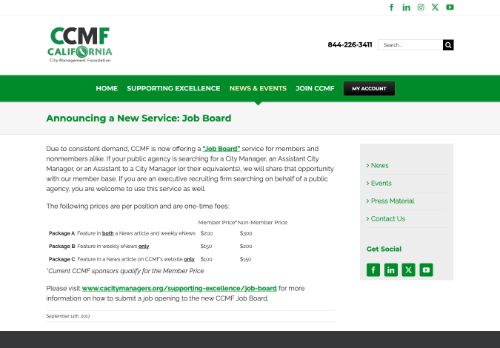 CCMF
CALIFORNIA
City Management Foundation
844-226-3411
Search...
HOME
SUPPORTING EXCELLENCE
NEWS & EVENTS
JOIN CCMF
MY ACCOUNT
Announcing a New Service: Job Board
Due to consistent demand, CCMF is now offering a "Job Board" service for members and
nonmembers alike. If your public agency is searching for a City Manager, an Assistant City
Manager, or an Assistant to a City Manager (or their equivalents), we will share that opportunity
with our member base. If you are an executive recruiting firm searching on behalf of a public
agency, you are welcome to use this service as well.
The following prices are per position and are one-time fees:
Member Price* Non-Member Price
Package A: Feature in both a News article and weekly eNews $200 $300
Package B: Feature in weekly eNews only $150 $200
Package C: Feature in a News article on CCMF's website only $100 $150
*Current CCMF sponsors qualify for the Member Price
Please visit www.cacitymanagers.org/supporting-excellence/job-board for more
information on how to submit a job opening to the new CCMF Job Board.
September 12th, 2017
> News
> Events
> Press Material
> Contact Us
Get Social